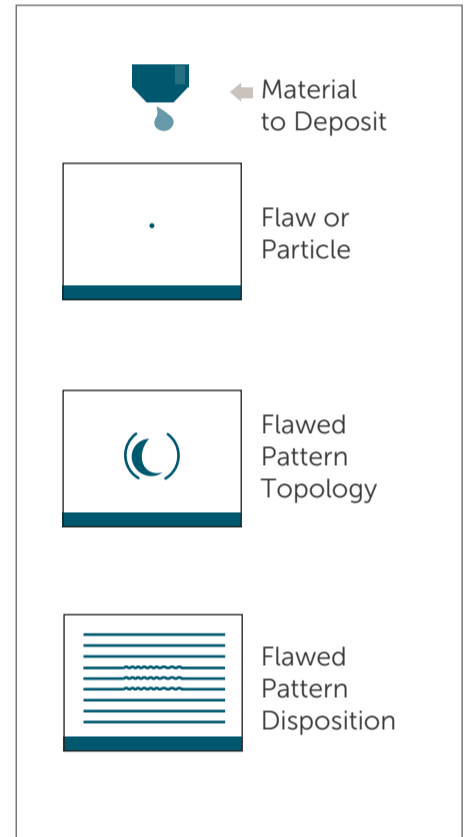 Material
to Deposit
Flaw or
Particle
Flawed
Pattern
Topology
Flawed
Pattern
Disposition